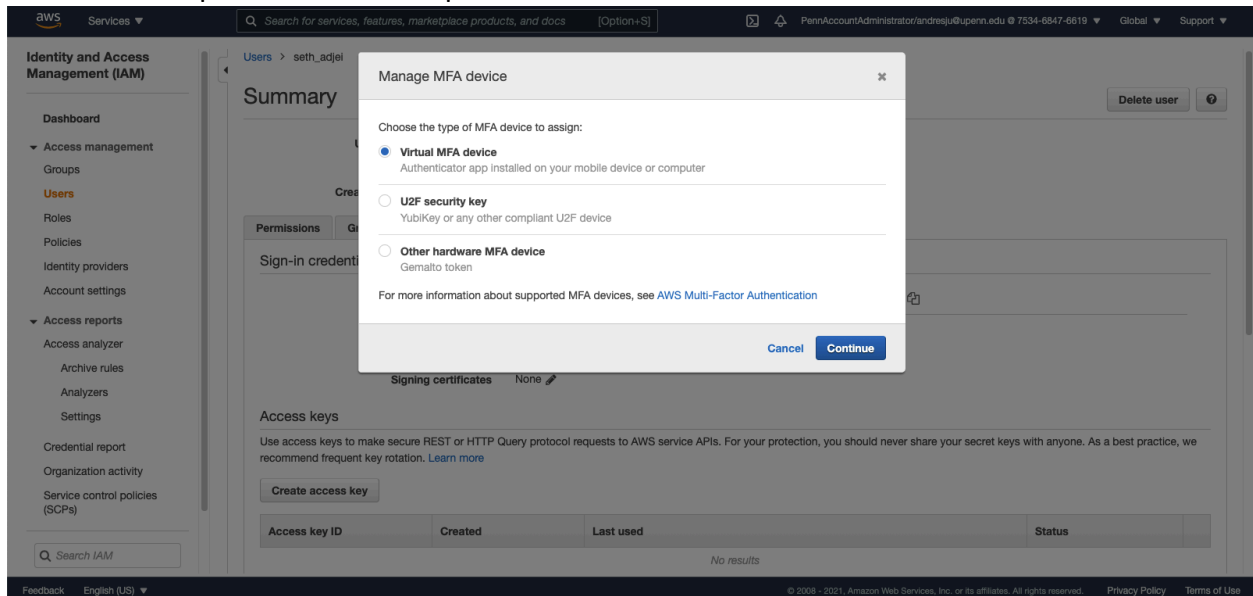 aws
Services ▼
Search for services, features, marketplace products, and docs [Option+S]
PennAccountAdministrator/andresju@upenn.edu @ 7534-6847-6619 ▼
Global ▼
Support ▼
Identity and Access
Management (IAM)
Dashboard
Access management
Groups
Users
Roles
Policies
Identity providers
Account settings
Access reports
Access analyzer
Archive rules
Analyzers
Settings
Credential report
Organization activity
Service control policies
(SCPs)
Search IAM
Users > seth_adjei
Summary
Delete user
Crea
Permissions
Sign-in credenti
Manage MFA device
Choose the type of MFA device to assign:
Virtual MFA device
Authenticator app installed on your mobile device or computer
U2F security key
YubiKey or any other compliant U2F device
Other hardware MFA device
Gemalto token
For more information about supported MFA devices, see AWS Multi-Factor Authentication
Cancel
Continue
Signing certificates None
Access keys
Use access keys to make secure REST or HTTP Query protocol requests to AWS service APIs. For your protection, you should never share your secret keys with anyone. As a best practice, we
recommend frequent key rotation. Learn more
Create access key
Access key ID Created Last used Status
No results
Feedback English (US) ▼
© 2008 - 2021, Amazon Web Services, Inc. or its affiliates. All rights reserved. Privacy Policy Terms of Use